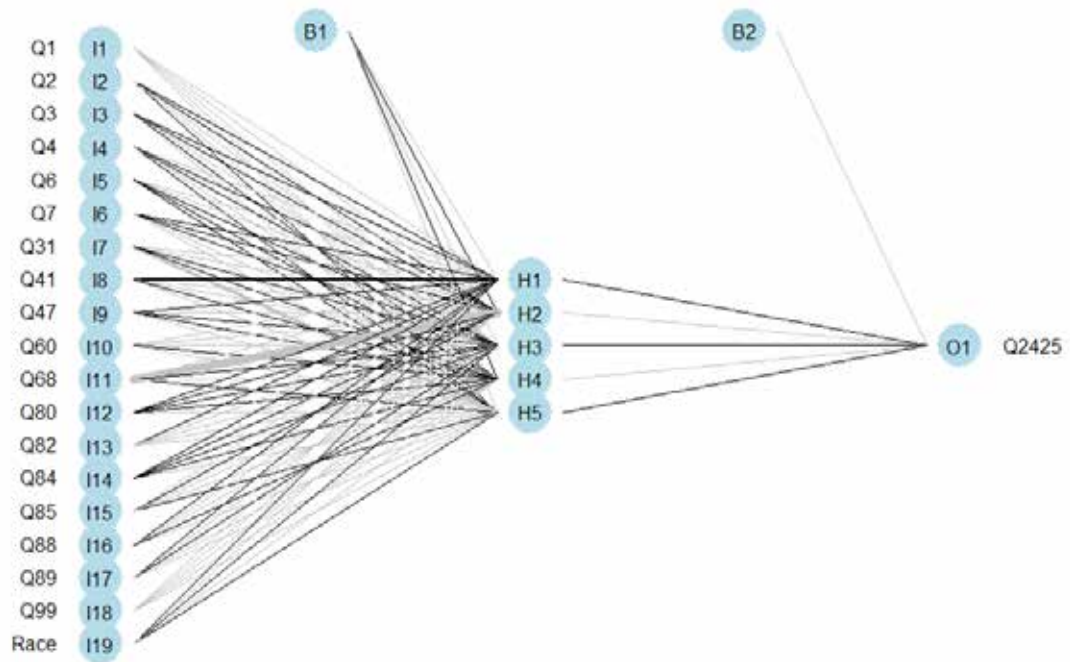 B1 B2
Q1 I1
Q2 I2
Q3 I3
Q4 I4
Q6 I5
Q7 I6
Q31 I7
Q41 I8 H1
Q47 I9 H2
Q60 I10 H3 O1 Q2425
Q68 I11 H4
Q80 I12 H5
Q82 I13
Q84 I14
Q85 I15
Q88 I16
Q89 I17
Q99 I18
Race I19